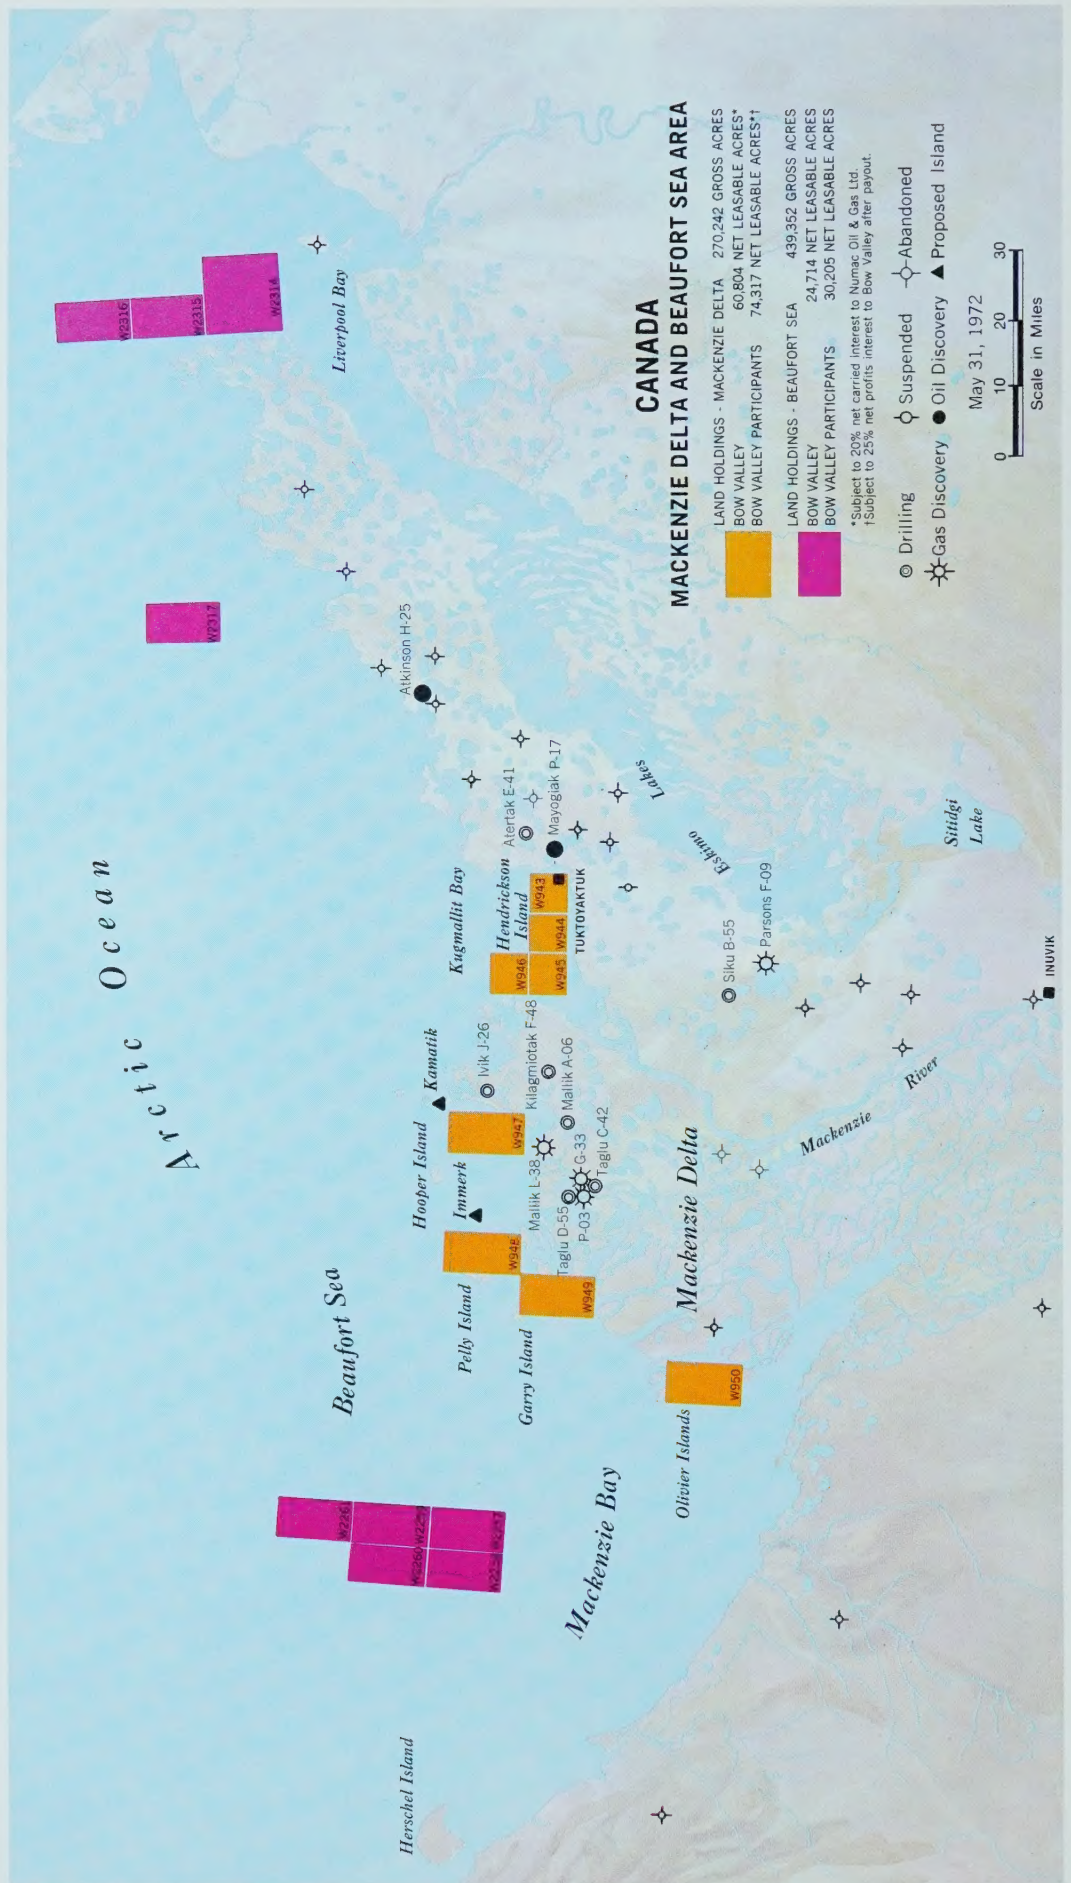 CANADA
MACKENZIE DELTA AND BEAUFORT SEA AREA
LAND HOLDINGS - MACKENZIE DELTA 270,242 GROSS ACRES
BOW VALLEY 60,804 NET LEASABLE ACRES*
BOW VALLEY PARTICIPANTS 74,317 NET LEASABLE ACRES*†
LAND HOLDINGS - BEAUFORT SEA 439,352 GROSS ACRES
BOW VALLEY 24,714 NET LEASABLE ACRES
BOW VALLEY PARTICIPANTS 30,205 NET LEASABLE ACRES
*Subject to 20% net carried interest to Numac Oil & Gas Ltd.
†Subject to 25% net profits interest to Bow Valley after payout.
Drilling Suspended Abandoned
Gas Discovery Oil Discovery Proposed Island
May 31, 1972
0 10 20 30
Scale in Miles
Arctic Ocean
Beaufort Sea
Mackenzie Bay
Herschel Island
Liverpool Bay
W2316
W2315
W2314
W2317
W2261
W2260
W2259
W2257
Atkinson H-25
Kugmallit Bay
Hendrickson
Island
Atertak E-41
Mayogiak P-17
W943
W944
W945
W946
TUKTOYAKTUK
Eskimo
Lakes
Sitidgi
Lake
Hooper Island
Kamatik
Ivik J-26
Kilagmiotak F-48
Mallik A-06
W947
Immerk
Mallik L-38
G-33
Taglu C-42
Taglu D-55
P-03
Pelly Island
W948
Garry Island
W949
Siku B-55
Parsons F-09
Mackenzie Delta
Mackenzie
River
INUVIK
Olivier Islands
W950